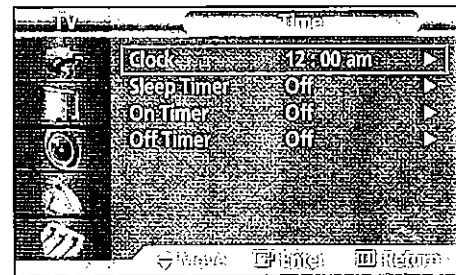 TV Time
Clock 12 : 00 am
Sleep Timer Off
On Timer Off
Off Timer Off
Move Enter Return